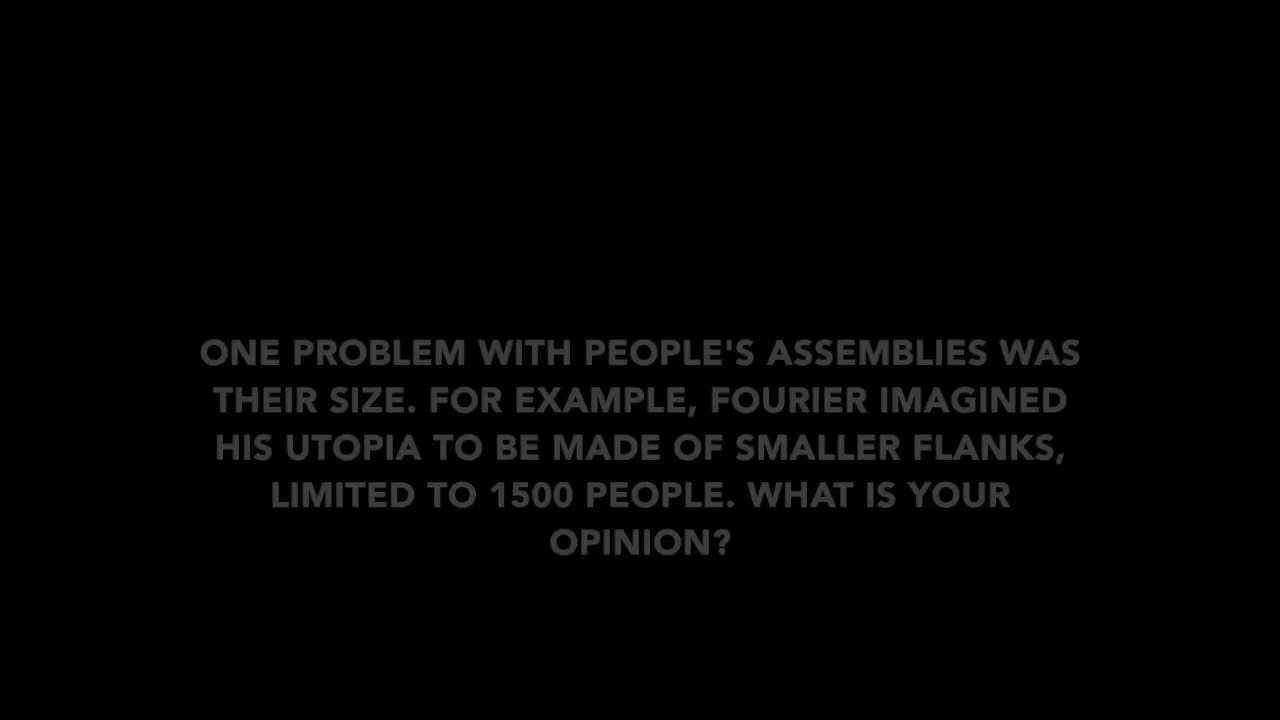 ONE PROBLEM WITH PEOPLE'S ASSEMBLIES WAS
THEIR SIZE. FOR EXAMPLE, FOURIER IMAGINED
HIS UTOPIA TO BE MADE OF SMALLER FLANKS,
LIMITED TO 1500 PEOPLE. WHAT IS YOUR
OPINION?